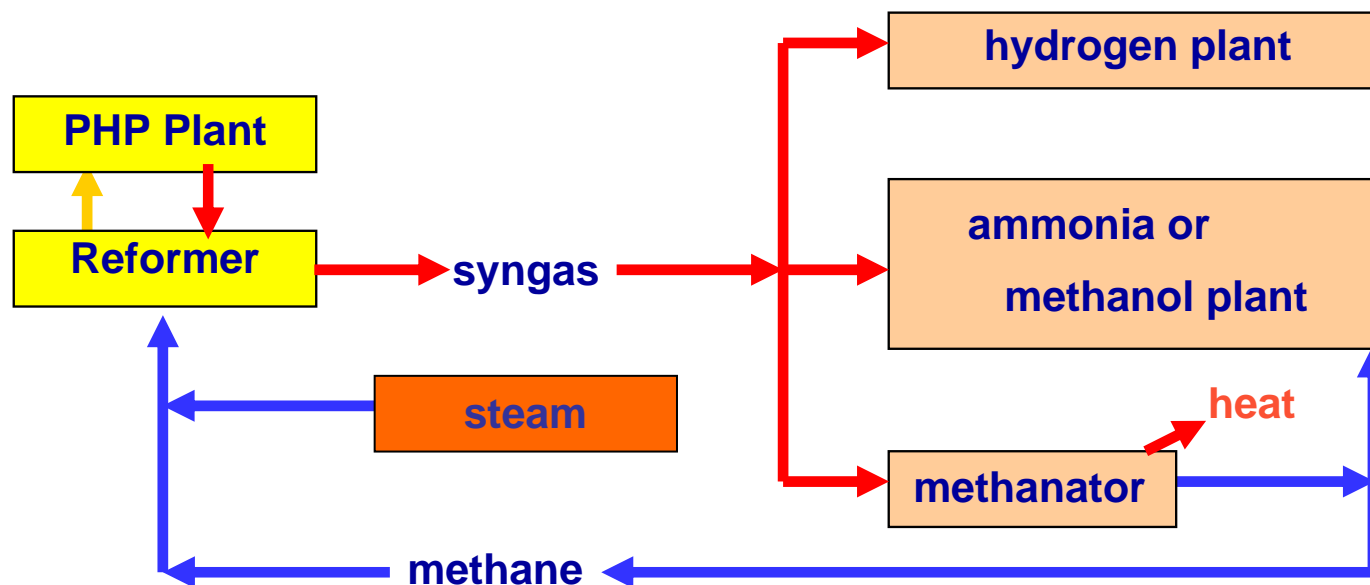 hydrogen plant
PHP Plant
ammonia or
methanol plant
Reformer
syngas
steam
heat
methanator
methane